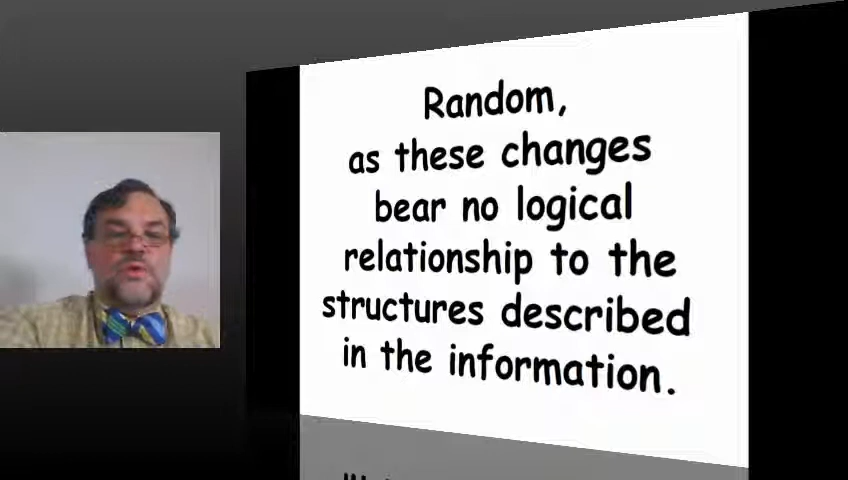 Random,
as these changes
bear no logical
relationship to the
structures described
in the information.